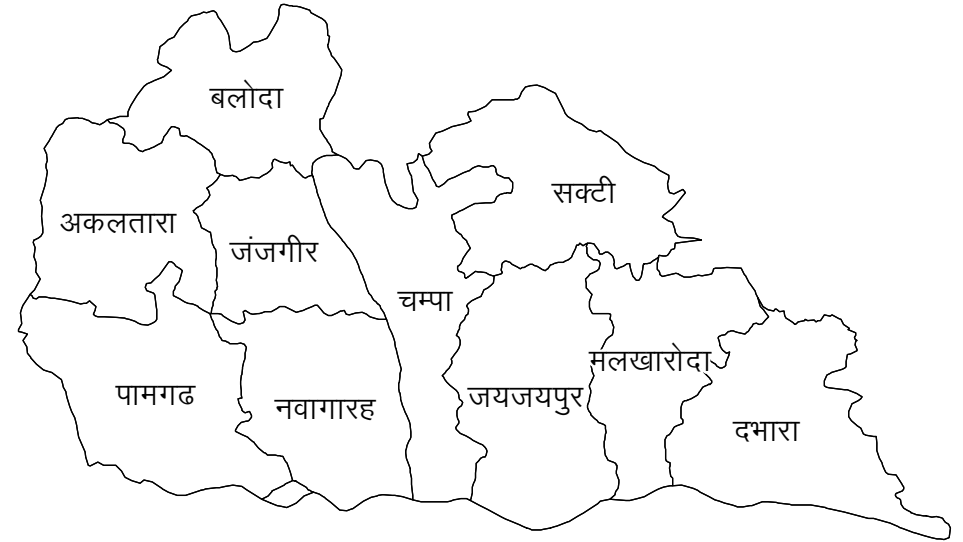 बलोदा
सक्टी
अकलतारा
जंजगीर
चम्पा
मलखारोदा
पामगढ
नवागारह
जयजयपुर
दभारा